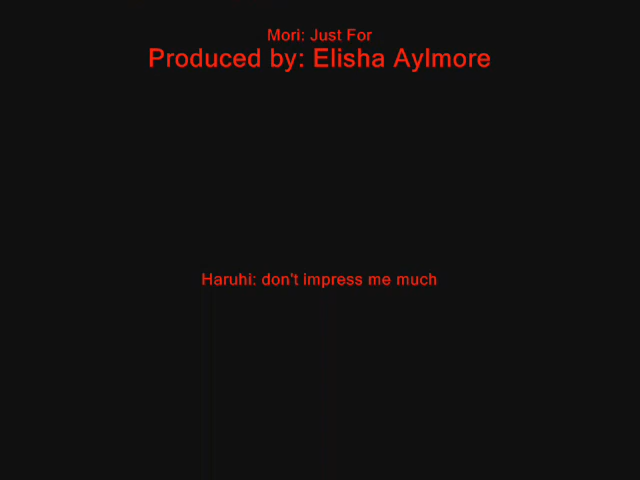 Mori: Just For
Produced by: Elisha Aylmore
Haruhi: don't impress me much